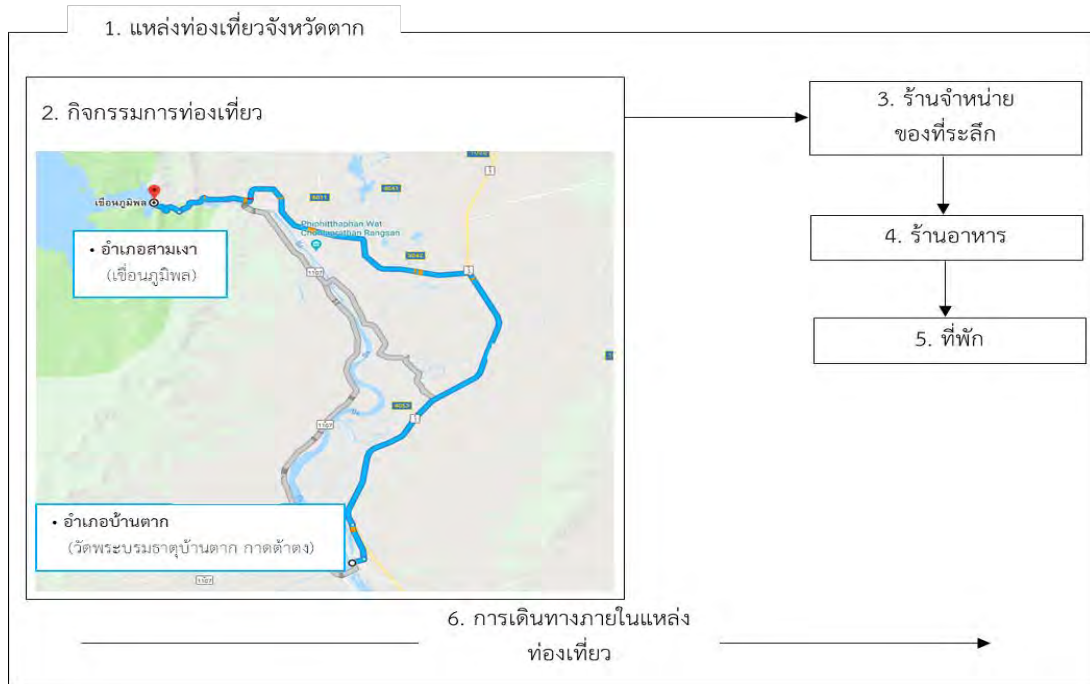 1. แหล่งท่องเที่ยวจังหวัดตาก
2. กิจกรรมการท่องเที่ยว
3. ร้านจำหน่าย
ของที่ระลึก
4. ร้านอาหาร
5. ที่พัก
เขื่อนภูมิพล
Phiphitthaphan Wat
• อำเภอสามเงา
(เขื่อนภูมิพล)
1107
1
1107
1
• อำเภอบ้านตาก
(วัดพระบรมธาตุบ้านตาก กาดต้าตง)
1107
6. การเดินทางภายในแหล่ง
ท่องเที่ยว